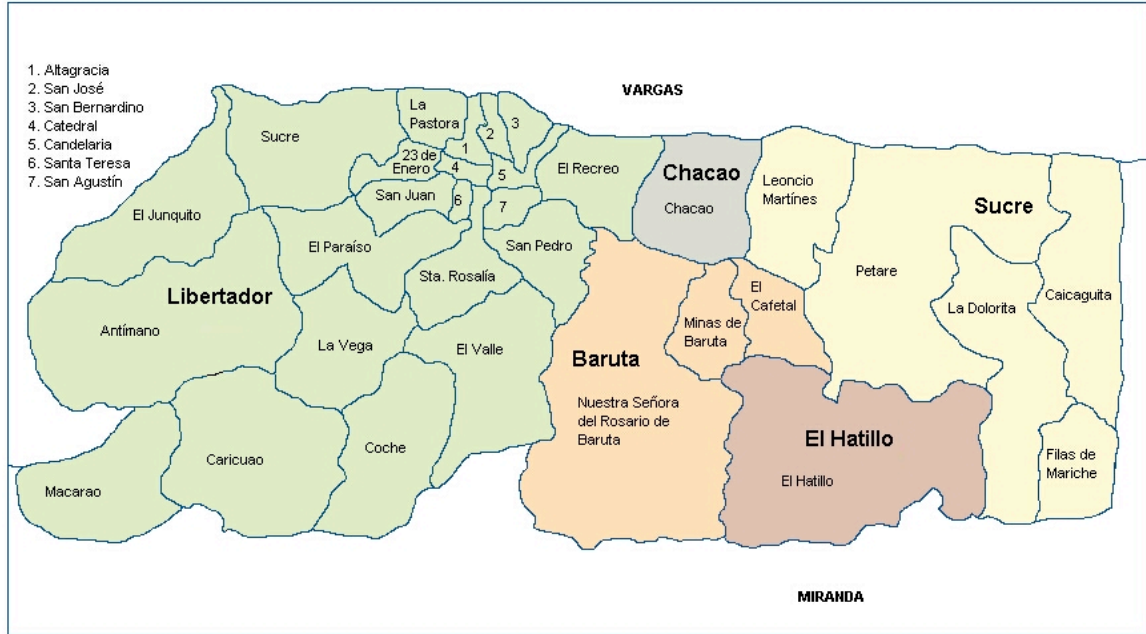 1. Altagracia
2. San José
3. San Bernardino
4. Catedral
5. Candelaria
6. Santa Teresa
7. San Agustín
VARGAS
La
Pastora
Sucre
2
3
1
23 de
Enero
4
5
El Recreo
Chacao
Chacao
Leoncio
Martínes
Sucre
El Junquito
San Juan
6
7
El Paraíso
San Pedro
Sta. Rosalía
Petare
Libertador
Antímano
El
Cafetal
La Dolorita
Caicaguita
Minas de
Baruta
La Vega
El Valle
Baruta
Nuestra Señora
del Rosario de
Baruta
El Hatillo
El Hatillo
Coche
Caricuao
Macarao
Filas de
Mariche
MIRANDA